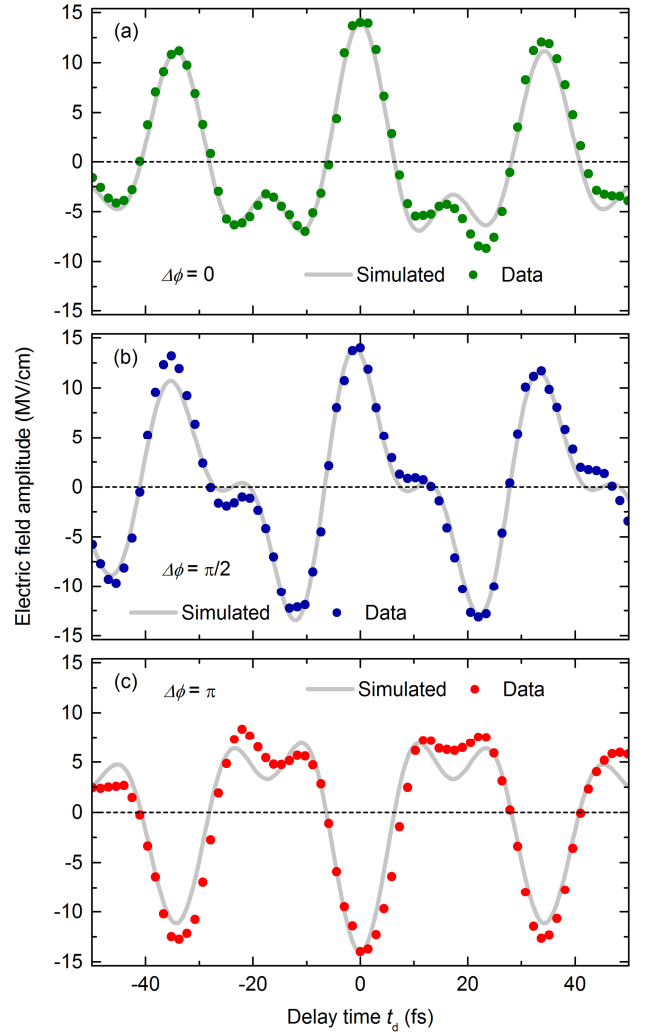 (a)
15
10
5
0
-5
-10
-15
Δϕ = 0
Simulated
Data
(b)
15
10
5
0
-5
-10
-15
Δϕ = π/2
Simulated
Data
(c)
15
10
5
0
-5
-10
-15
Δϕ = π
Simulated
Data
-40 -20 0 20 40
Delay time td (fs)
Electric field amplitude (MV/cm)